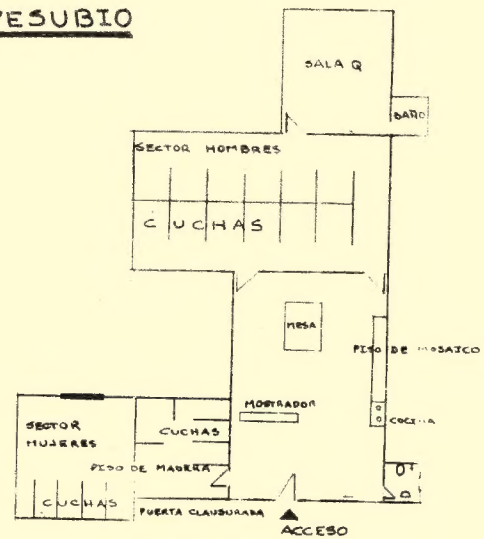 VESUBIO
SALA Q
BAÑO
SECTOR HOMBRES
CUCHAS
MESA
PISO DE MOSAICO
MOSTRADOR
COCINA
SECTOR
MUJERES
CUCHAS
PISO DE MADERA
CUCHAS
PUERTA CLAUSURADA
ACCESO